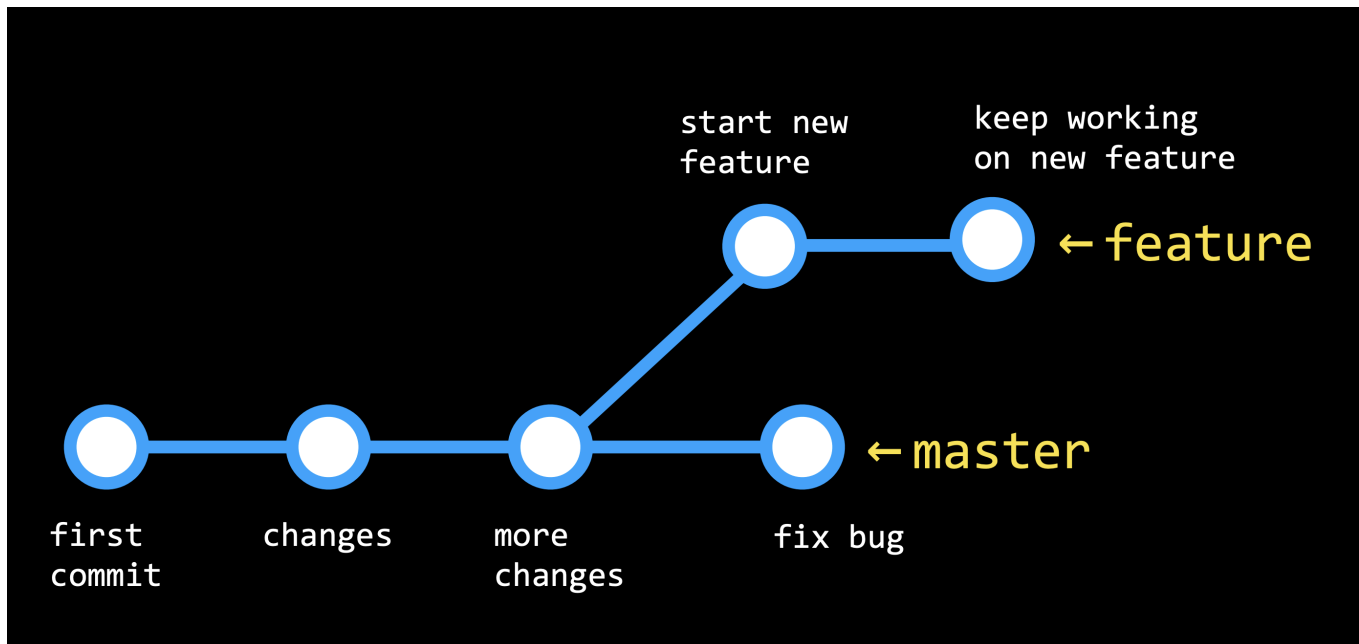 start new
feature
keep working
on new feature
←feature
←master
first
commit
changes
more
changes
fix bug